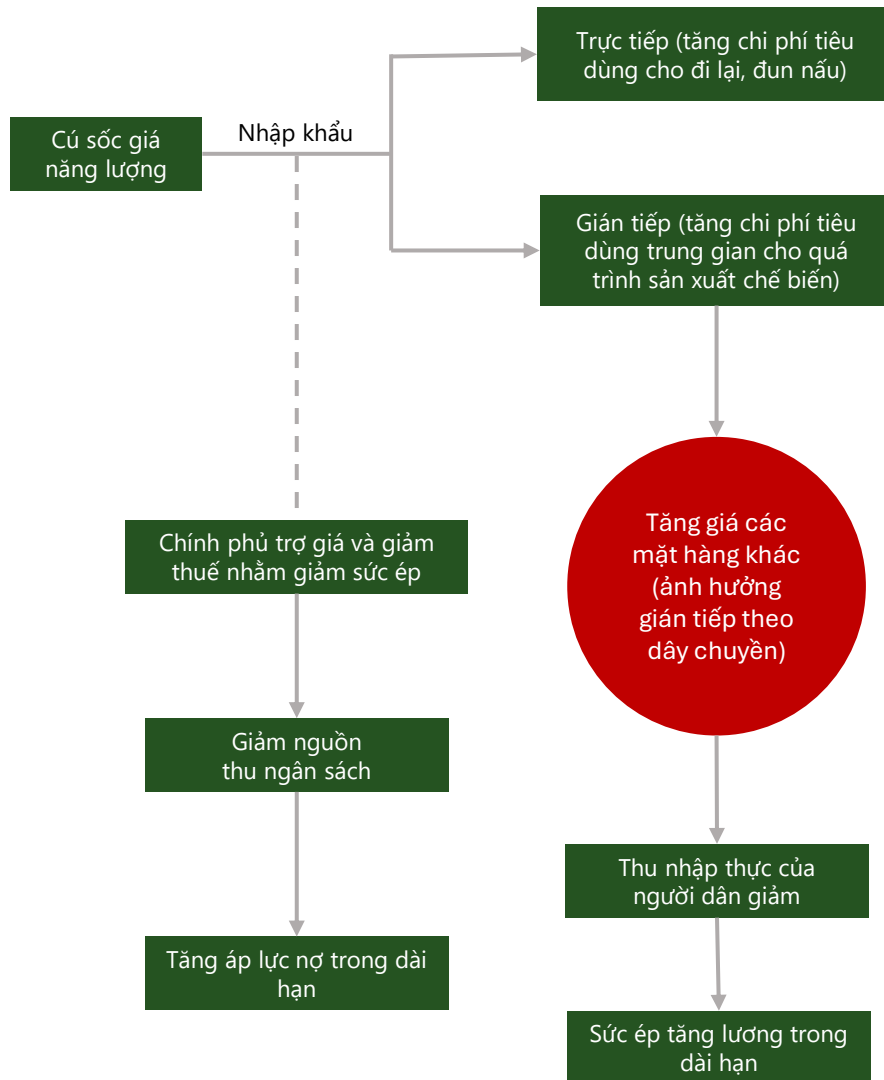 Trực tiếp (tăng chi phí tiêu
dùng cho đi lại, đun nấu)
Cú sốc giá
năng lượng
Nhập khẩu
Gián tiếp (tăng chi phí tiêu
dùng trung gian cho quá
trình sản xuất chế biến)
Tăng giá các
mặt hàng khác
(ảnh hưởng
gián tiếp theo
dây chuyền)
Chính phủ trợ giá và giảm
thuế nhằm giảm sức ép
Giảm nguồn
thu ngân sách
Thu nhập thực của
người dân giảm
Tăng áp lực nợ trong dài
hạn
Sức ép tăng lương trong
dài hạn